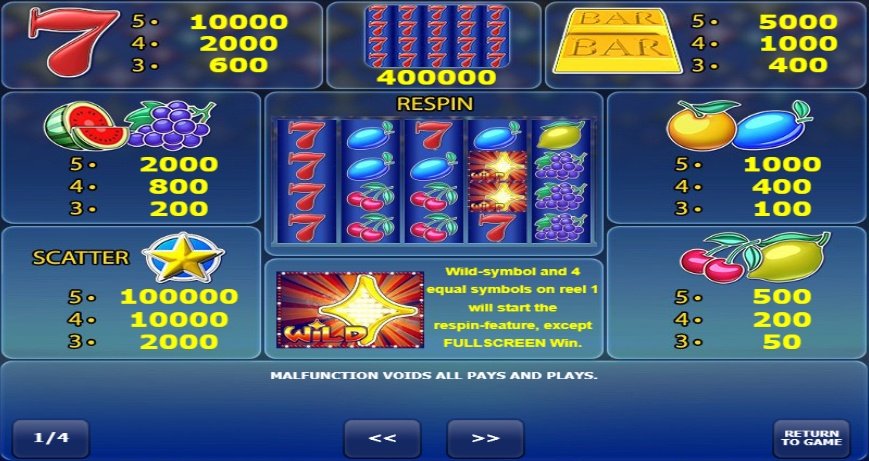 5• 10000
4• 2000
3• 600
400000
BAR
BAR
5• 5000
4• 1000
3• 400
5• 2000
4• 800
3• 200
RESPIN
WILD
WILD
5• 1000
4• 400
3• 100
SCATTER
5• 100000
4• 10000
3• 2000
WILD
Wild-symbol and 4
equal symbols on reel 1
will start the
respin-feature, except
FULLSCREEN Win.
5• 500
4• 200
3• 50
MALFUNCTION VOIDS ALL PAYS AND PLAYS.
1/4
<<
>>
RETURN
TO GAME